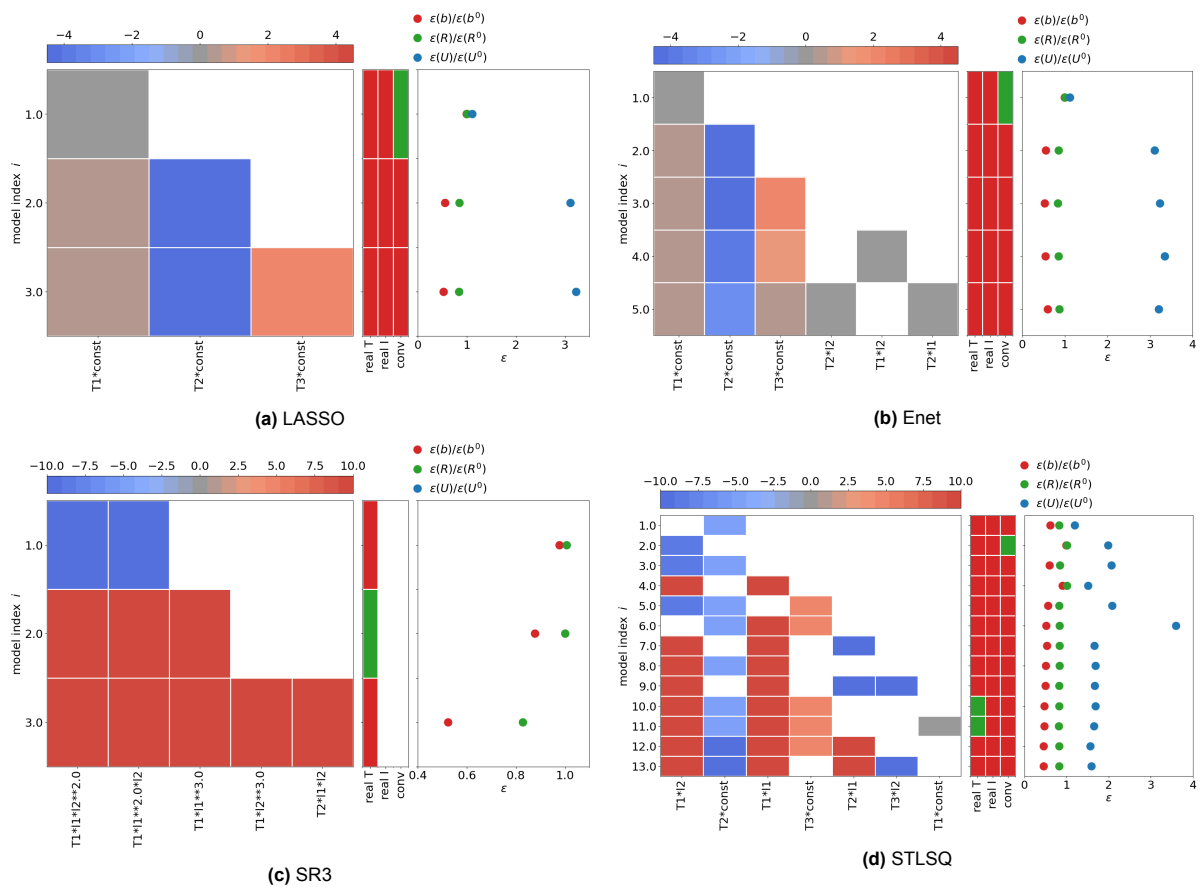 ε(b)/ε(b⁰)
ε(R)/ε(R⁰)
ε(U)/ε(U⁰)
−4 −2 0 2 4
model index i
1.0
2.0
3.0
T1*const T2*const T3*const
real T real I conv
0 1 2 3
ε
(a) LASSO
ε(b)/ε(b⁰)
ε(R)/ε(R⁰)
ε(U)/ε(U⁰)
−4 −2 0 2 4
model index i
1.0
2.0
3.0
4.0
5.0
T1*const T2*const T3*const T2*I2 T1*I2 T2*I1
real T real I conv
0 1 2 3 4
ε
(b) Enet
ε(b)/ε(b⁰)
ε(R)/ε(R⁰)
ε(U)/ε(U⁰)
−10.0 −7.5 −5.0 −2.5 0.0 2.5 5.0 7.5 10.0
model index i
1.0
2.0
3.0
T1*I1*I2**2.0 T1*I1**2.0*I2 T1*I1**3.0 T1*I2**3.0 T2*I1*I2
real T real I conv
0.4 0.6 0.8 1.0
ε
(c) SR3
ε(b)/ε(b⁰)
ε(R)/ε(R⁰)
ε(U)/ε(U⁰)
−10.0 −7.5 −5.0 −2.5 0.0 2.5 5.0 7.5 10.0
model index i
1.0
2.0
3.0
4.0
5.0
6.0
7.0
8.0
9.0
10.0
11.0
12.0
13.0
T1*I2 T2*const T1*I1 T3*const T2*I1 T3*I2 T1*const
real T real I conv
0 1 2 3 4
ε
(d) STLSQ